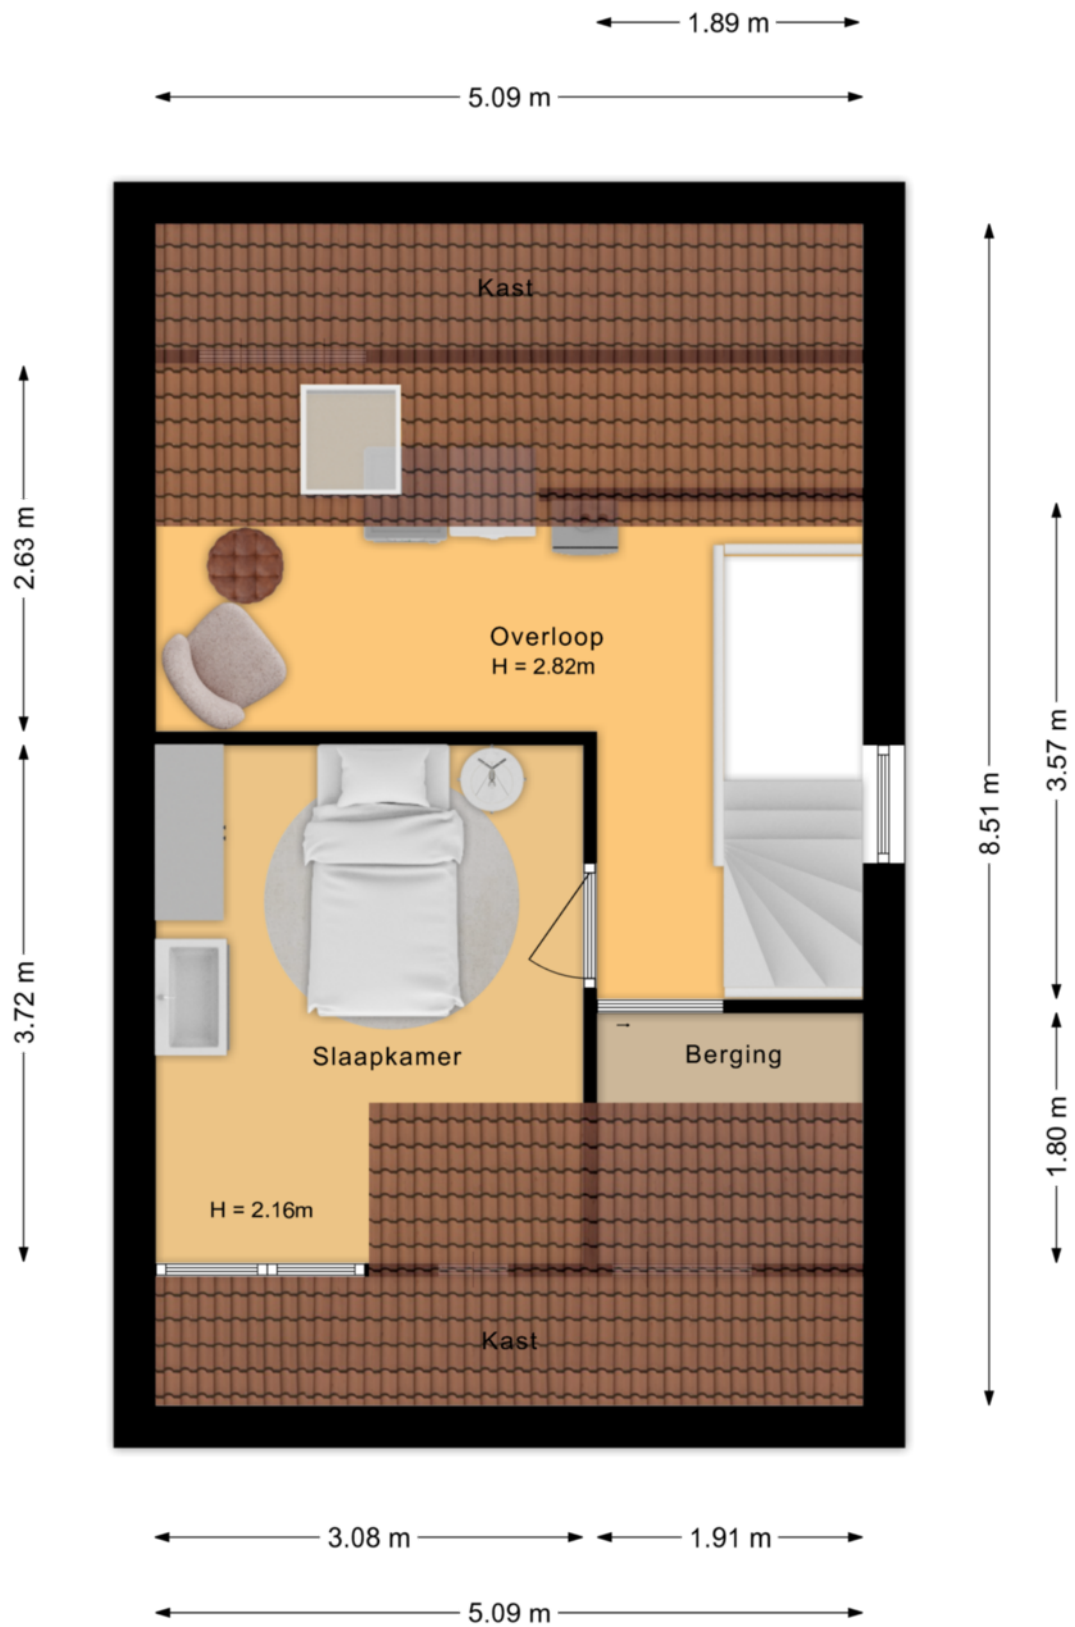 1.89 m
5.09 m
Kast
2.63 m
Overloop
H = 2.82m
3.57 m
8.51 m
3.72 m
Slaapkamer
Berging
1.80 m
H = 2.16m
Kast
3.08 m
1.91 m
5.09 m